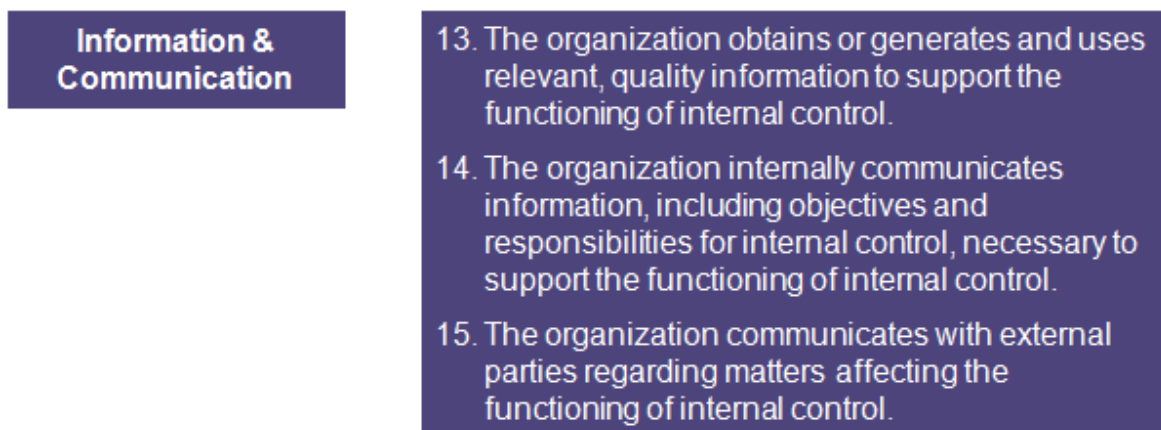 Information &
Communication
13. The organization obtains or generates and uses
relevant, quality information to support the
functioning of internal control.
14. The organization internally communicates
information, including objectives and
responsibilities for internal control, necessary to
support the functioning of internal control.
15. The organization communicates with external
parties regarding matters affecting the
functioning of internal control.